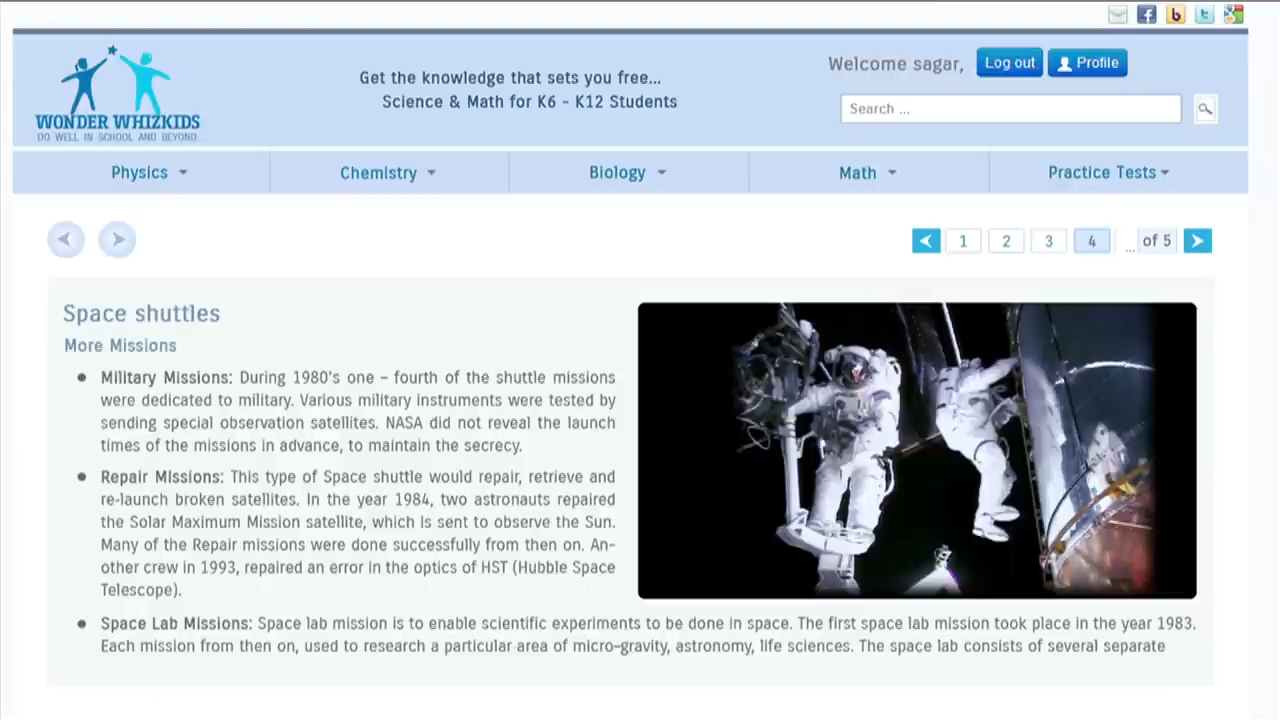 WONDER WHIZKIDS
DO WELL IN SCHOOL AND BEYOND.
Get the knowledge that sets you free...
Science & Math for K6 - K12 Students
Welcome sagar,
Log out
Profile
Search ...
Physics
Chemistry
Biology
Math
Practice Tests
1 2 3 4 ... of 5
Space shuttles
More Missions
• Military Missions: During 1980's one – fourth of the shuttle missions
were dedicated to military. Various military instruments were tested by
sending special observation satellites. NASA did not reveal the launch
times of the missions in advance, to maintain the secrecy.
• Repair Missions: This type of Space shuttle would repair, retrieve and
re-launch broken satellites. In the year 1984, two astronauts repaired
the Solar Maximum Mission satellite, which is sent to observe the Sun.
Many of the Repair missions were done successfully from then on. An-
other crew in 1993, repaired an error in the optics of HST (Hubble Space
Telescope).
• Space Lab Missions: Space lab mission is to enable scientific experiments to be done in space. The first space lab mission took place in the year 1983.
Each mission from then on, used to research a particular area of micro-gravity, astronomy, life sciences. The space lab consists of several separate